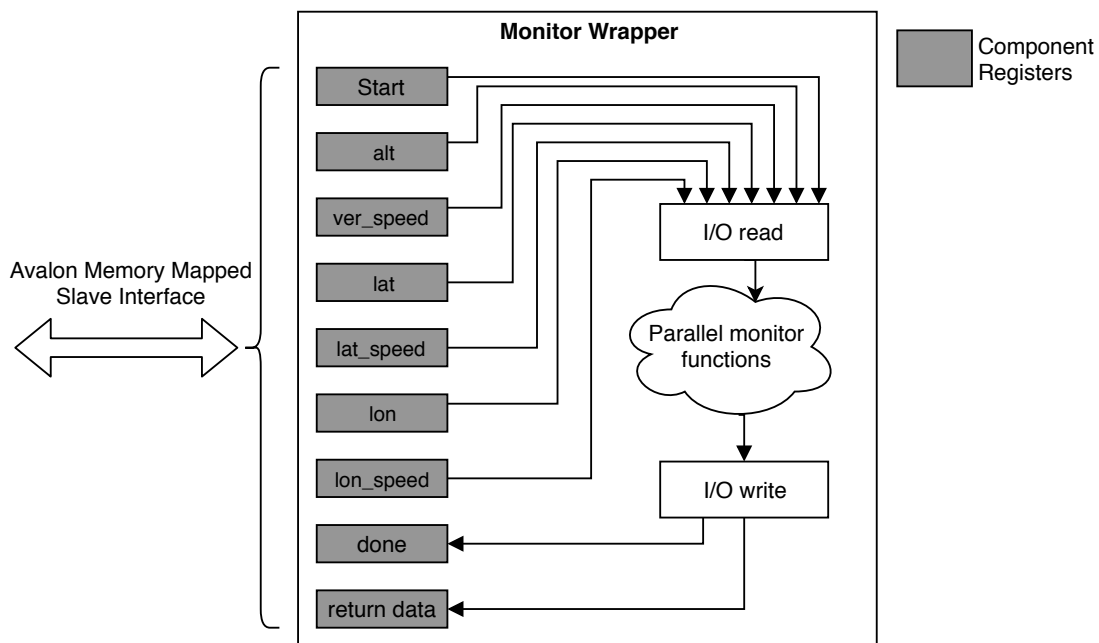 Monitor Wrapper
Component
Registers
Start
alt
ver_speed
I/O read
Avalon Memory Mapped
Slave Interface
lat
Parallel monitor
functions
lat_speed
lon
lon_speed
I/O write
done
return data